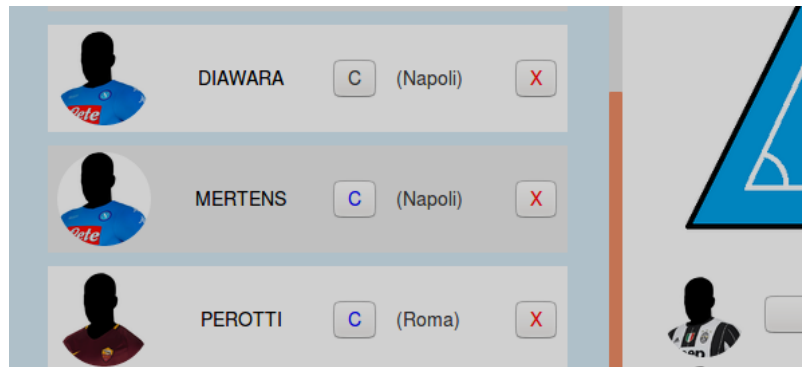 DIAWARA C (Napoli) X
MERTENS C (Napoli) X
PEROTTI C (Roma) X